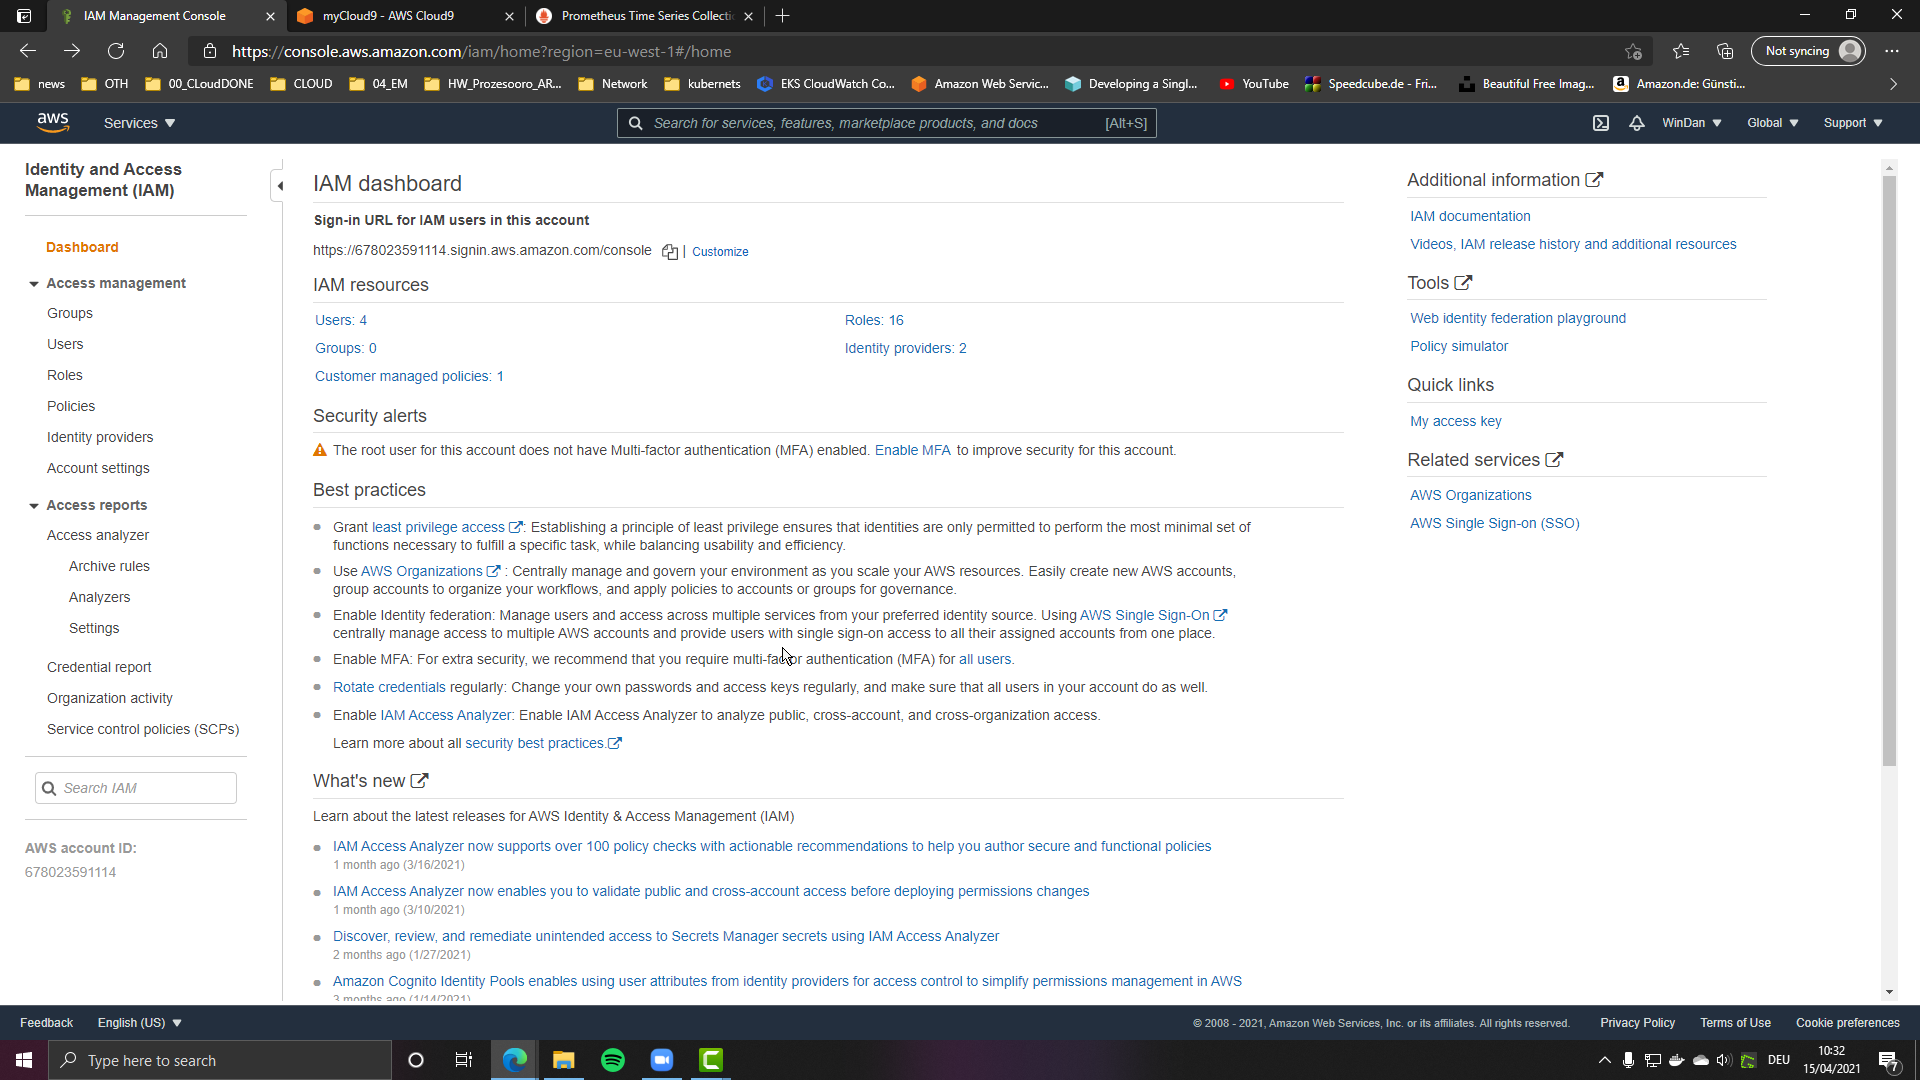 IAM Management Console
myCloud9 - AWS Cloud9
Prometheus Time Series Collectic
https://console.aws.amazon.com/iam/home?region=eu-west-1#/home
Not syncing
news
OTH
00_CLoudDONE
CLOUD
04_EM
HW_Prozesooro_AR...
Network
kubernets
EKS CloudWatch Co...
Amazon Web Servic...
Developing a Singl...
YouTube
Speedcube.de - Fri...
Beautiful Free Imag...
Amazon.de: Günsti...
aws
Services
Search for services, features, marketplace products, and docs [Alt+S]
WinDan
Global
Support
Identity and Access
Management (IAM)
Dashboard
Access management
Groups
Users
Roles
Policies
Identity providers
Account settings
Access reports
Access analyzer
Archive rules
Analyzers
Settings
Credential report
Organization activity
Service control policies (SCPs)
Search IAM
AWS account ID:
678023591114
IAM dashboard
Sign-in URL for IAM users in this account
https://678023591114.signin.aws.amazon.com/console | Customize
IAM resources
Users: 4
Roles: 16
Groups: 0
Identity providers: 2
Customer managed policies: 1
Security alerts
The root user for this account does not have Multi-factor authentication (MFA) enabled. Enable MFA to improve security for this account.
Best practices
Grant least privilege access : Establishing a principle of least privilege ensures that identities are only permitted to perform the most minimal set of
functions necessary to fulfill a specific task, while balancing usability and efficiency.
Use AWS Organizations : Centrally manage and govern your environment as you scale your AWS resources. Easily create new AWS accounts,
group accounts to organize your workflows, and apply policies to accounts or groups for governance.
Enable Identity federation: Manage users and access across multiple services from your preferred identity source. Using AWS Single Sign-On
centrally manage access to multiple AWS accounts and provide users with single sign-on access to all their assigned accounts from one place.
Enable MFA: For extra security, we recommend that you require multi-factor authentication (MFA) for all users.
Rotate credentials regularly: Change your own passwords and access keys regularly, and make sure that all users in your account do as well.
Enable IAM Access Analyzer: Enable IAM Access Analyzer to analyze public, cross-account, and cross-organization access.
Learn more about all security best practices.
What's new
Learn about the latest releases for AWS Identity & Access Management (IAM)
IAM Access Analyzer now supports over 100 policy checks with actionable recommendations to help you author secure and functional policies
1 month ago (3/16/2021)
IAM Access Analyzer now enables you to validate public and cross-account access before deploying permissions changes
1 month ago (3/10/2021)
Discover, review, and remediate unintended access to Secrets Manager secrets using IAM Access Analyzer
2 months ago (1/27/2021)
Amazon Cognito Identity Pools enables using user attributes from identity providers for access control to simplify permissions management in AWS
3 months ago (1/14/2021)
Additional information
IAM documentation
Videos, IAM release history and additional resources
Tools
Web identity federation playground
Policy simulator
Quick links
My access key
Related services
AWS Organizations
AWS Single Sign-on (SSO)
Feedback
English (US)
© 2008 - 2021, Amazon Web Services, Inc. or its affiliates. All rights reserved.
Privacy Policy
Terms of Use
Cookie preferences
Type here to search
DEU
10:32
15/04/2021
7